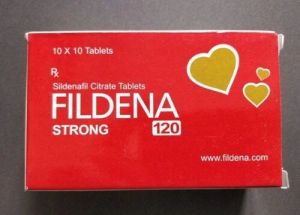 10 X 10 Tablets
Rx
Sildenafil Citrate Tablets
FILDENA
STRONG 120
www.fildena.com